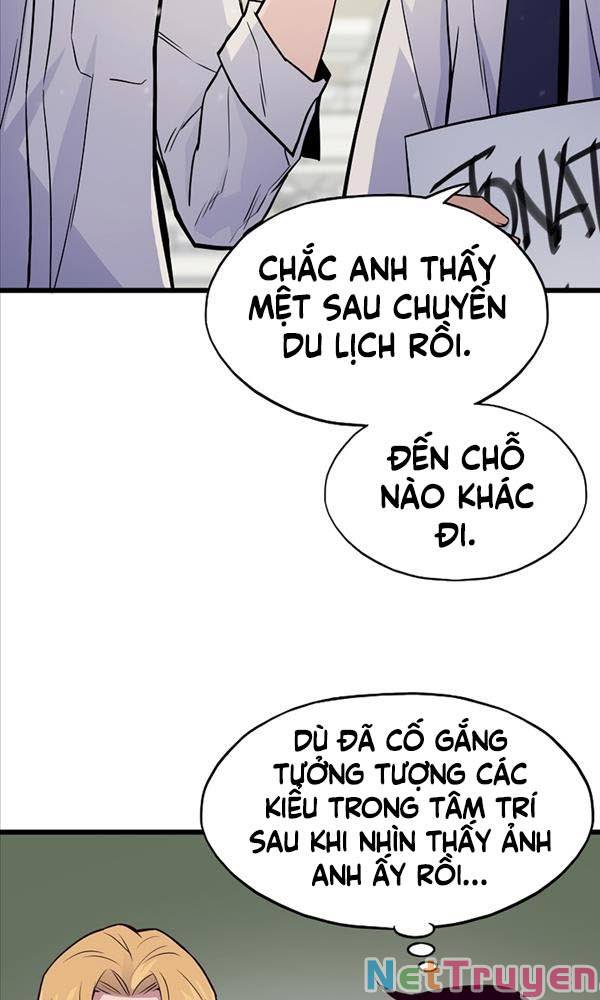 JONAT
CHẮC ANH THẤY
MỆT SAU CHUYẾN
DU LỊCH RỒI.
ĐẾN CHỖ
NÀO KHÁC
ĐI.
DÙ ĐÃ CỐ GẮNG
TƯỞNG TƯỢNG CÁC
KIỂU TRONG TÂM TRÍ
SAU KHI NHÌN THẤY ẢNH
ANH ẤY RỒI...
NetTruyen